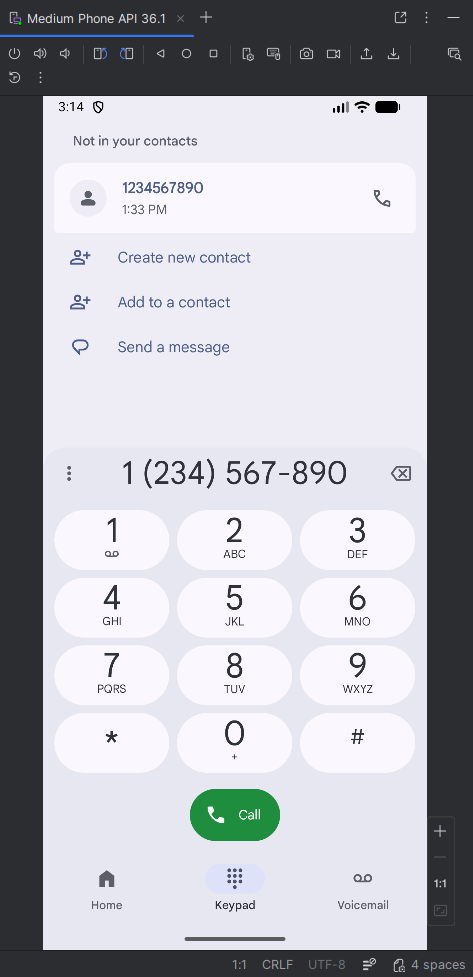 Medium Phone API 36.1
3:14
Not in your contacts
1234567890
1:33 PM
Create new contact
Add to a contact
Send a message
1 (234) 567-890
1
2
ABC
3
DEF
4
GHI
5
JKL
6
MNO
7
PQRS
8
TUV
9
WXYZ
*
0
+
#
Call
1:1
Home
Keypad
Voicemail
1:1
CRLF
UTF-8
4 spaces